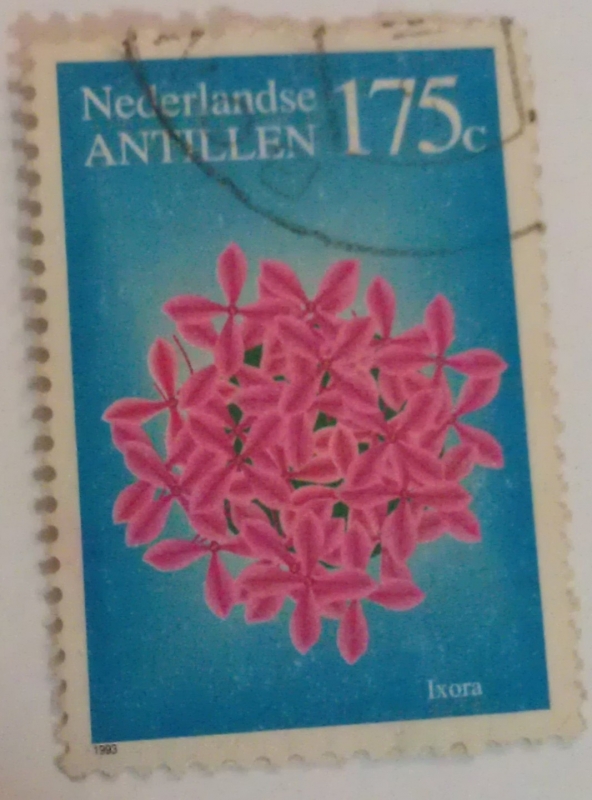 Nederlandse
ANTILLEN 175c
Ixora
1993